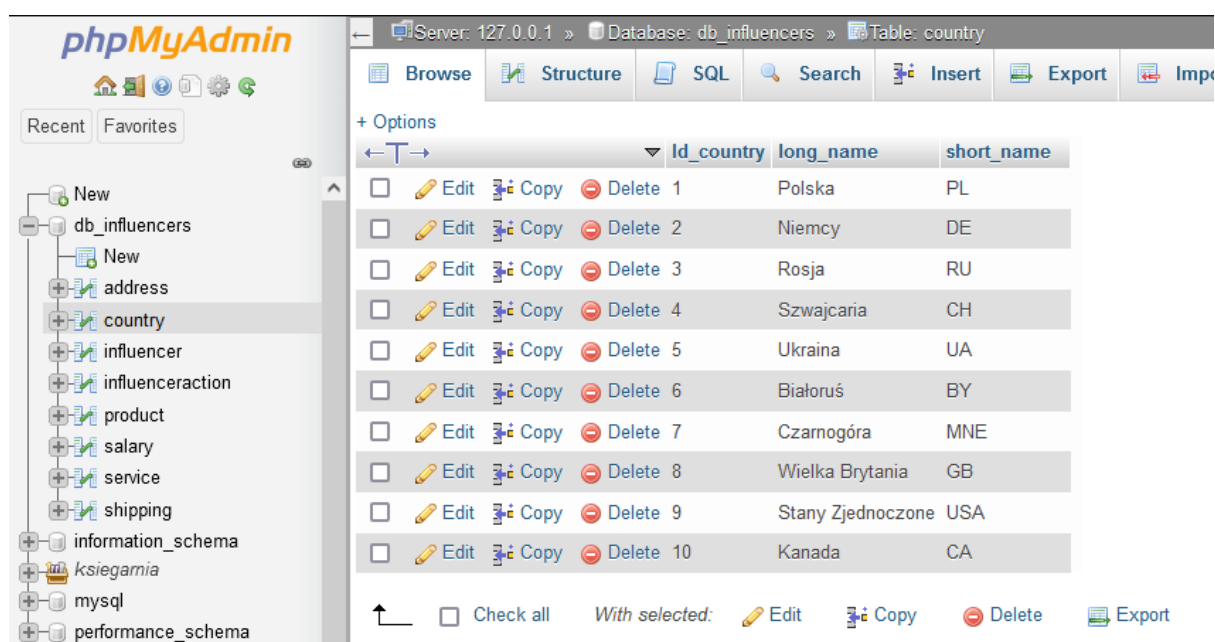 phpMyAdmin
Recent Favorites
New
db_influencers
New
address
country
influencer
influenceraction
product
salary
service
shipping
information_schema
ksiegarnia
mysql
performance_schema
← Server: 127.0.0.1 » Database: db_influencers » Table: country
Browse Structure SQL Search Insert Export Impo
+ Options
←T→ Id_country long_name short_name
Edit Copy Delete 1 Polska PL
Edit Copy Delete 2 Niemcy DE
Edit Copy Delete 3 Rosja RU
Edit Copy Delete 4 Szwajcaria CH
Edit Copy Delete 5 Ukraina UA
Edit Copy Delete 6 Białoruś BY
Edit Copy Delete 7 Czarnogóra MNE
Edit Copy Delete 8 Wielka Brytania GB
Edit Copy Delete 9 Stany Zjednoczone USA
Edit Copy Delete 10 Kanada CA
Check all With selected: Edit Copy Delete Export